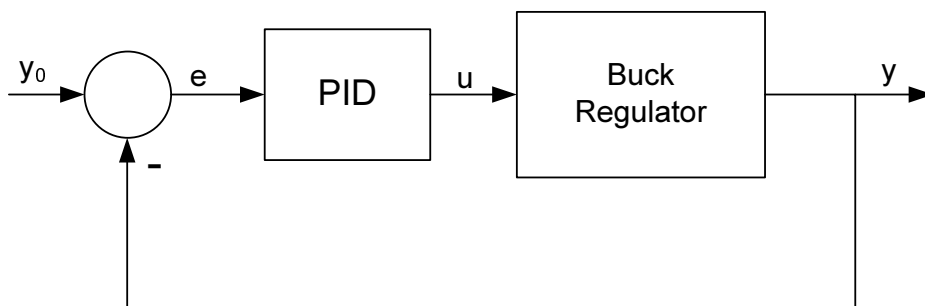 y₀
e
PID
u
Buck
Regulator
y
-